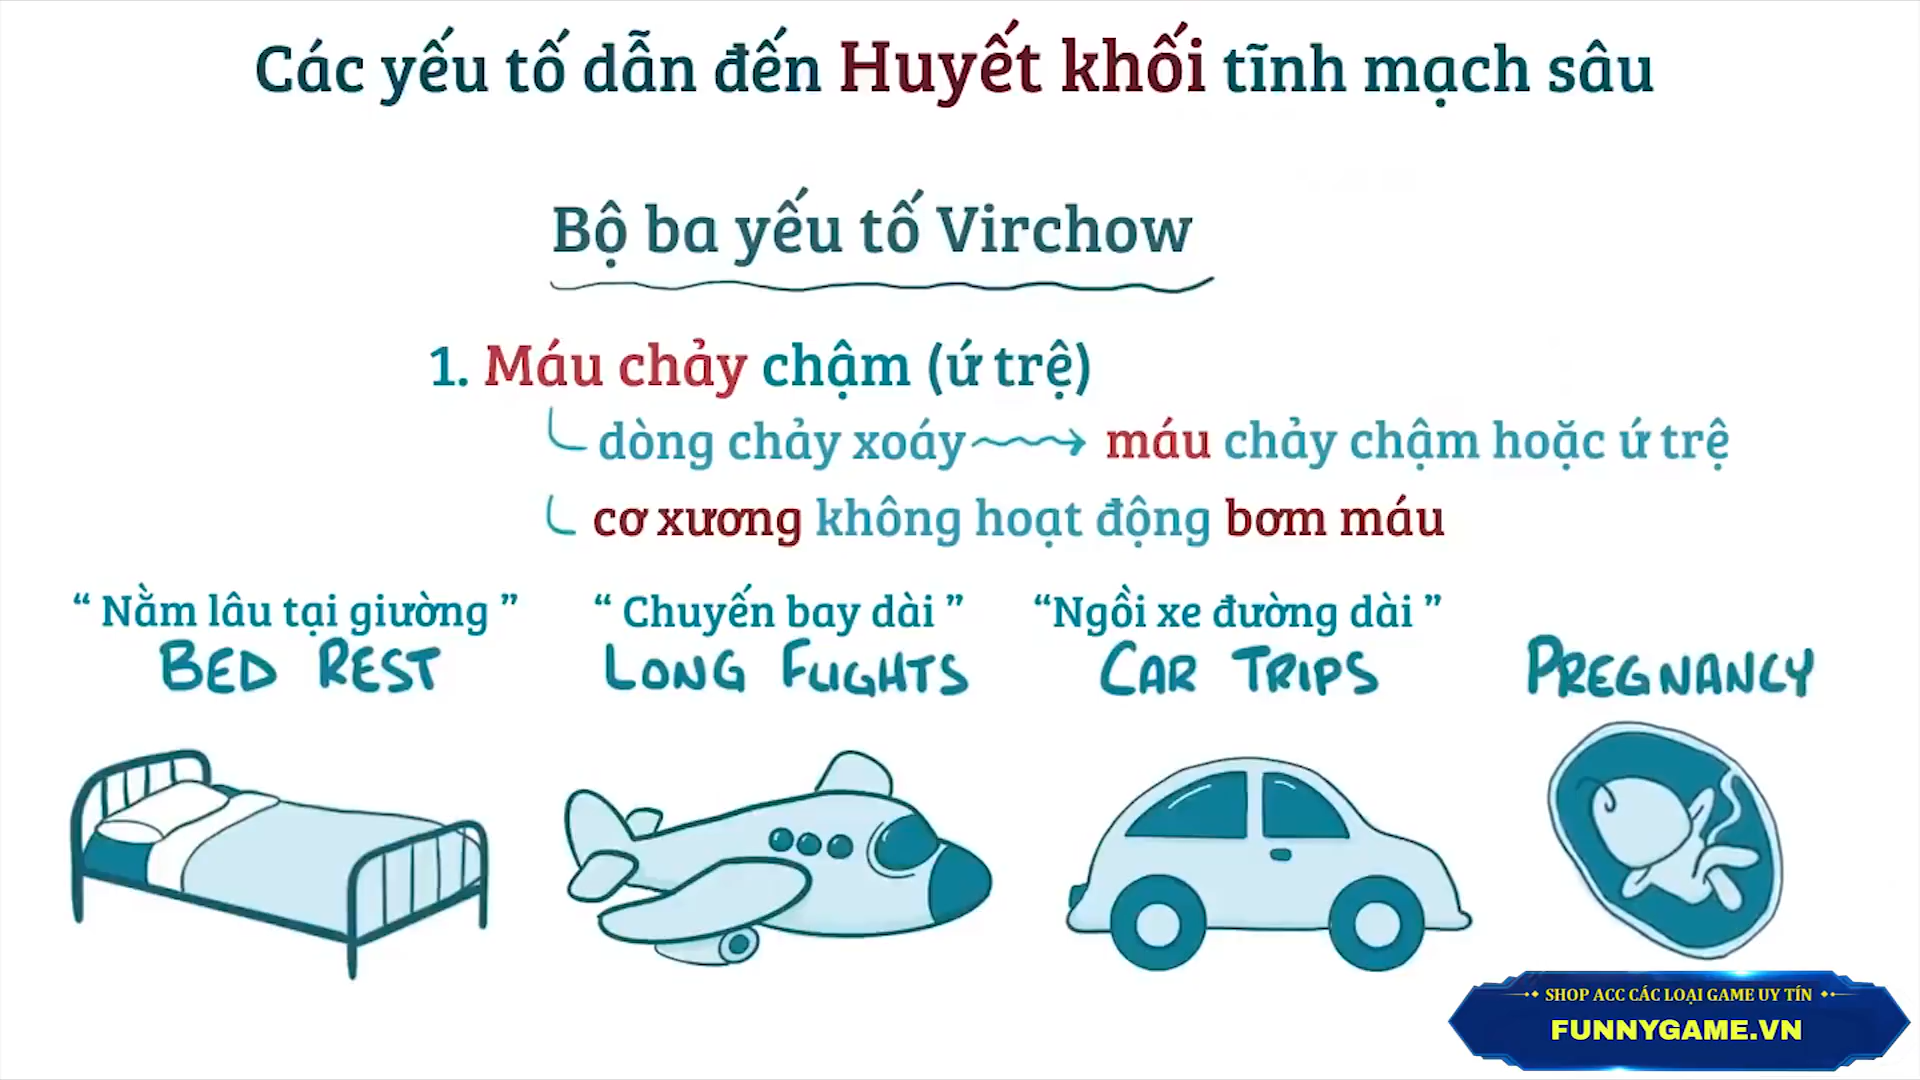 Các yếu tố dẫn đến Huyết khối tĩnh mạch sâu
Bộ ba yếu tố Virchow
1. Máu chảy chậm (ứ trệ)
dòng chảy xoáy máu chảy chậm hoặc ứ trệ
cơ xương không hoạt động bơm máu
“ Nằm lâu tại giường ” “ Chuyến bay dài ” “Ngồi xe đường dài ”
BED REST LONG FLIGHTS CAR TRIPS PREGNANCY
SHOP ACC CÁC LOẠI GAME UY TÍN
FUNNYGAME.VN